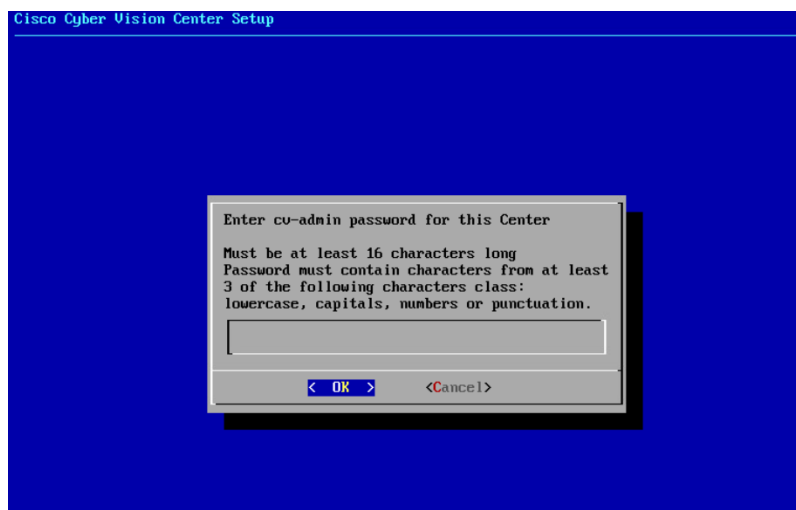 Cisco Cyber Vision Center Setup
Enter cv-admin password for this Center
Must be at least 16 characters long
Password must contain characters from at least
3 of the following characters class:
lowercase, capitals, numbers or punctuation.
< OK > <Cancel>